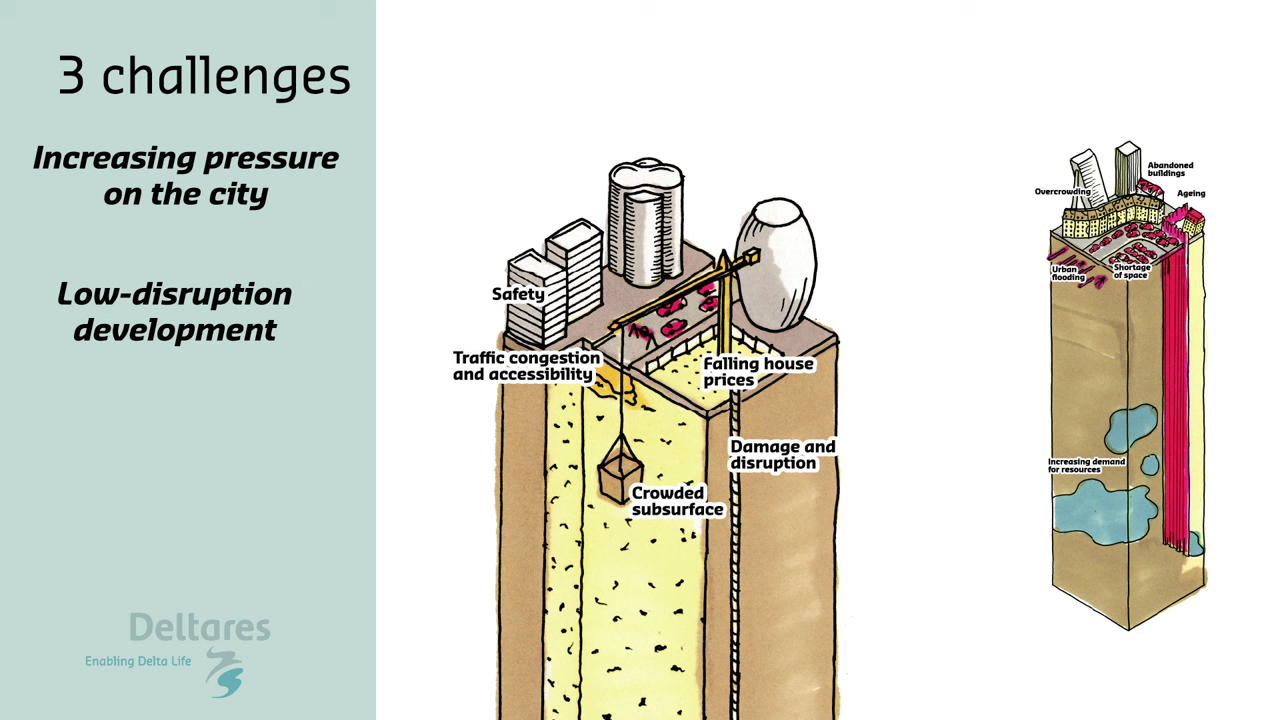 3 challenges
Increasing pressure
on the city
Low-disruption
development
Deltares
Enabling Delta Life
Safety
Traffic congestion
and accessibility
Falling house
prices
Damage and
disruption
Crowded
subsurface
Abandoned
buildings
Overcrowding
Ageing
Urban
flooding
Shortage
of space
Increasing demand
for resources